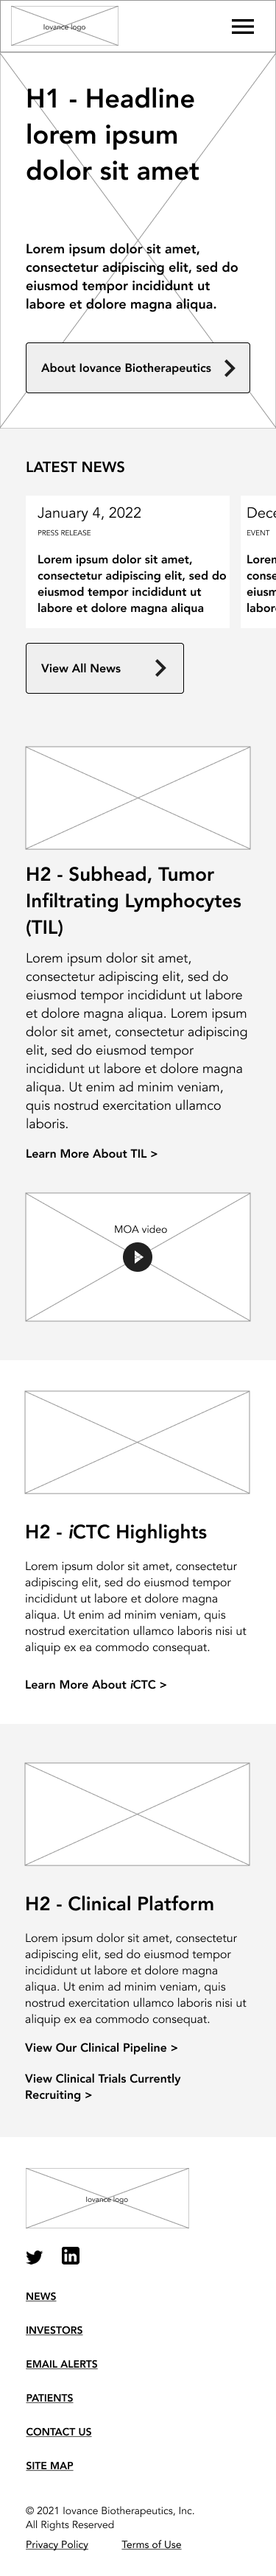 Iovance logo
H1 - Headline
lorem ipsum
dolor sit amet
Lorem ipsum dolor sit amet,
consectetur adipiscing elit, sed do
eiusmod tempor incididunt ut
labore et dolore magna aliqua.
About Iovance Biotherapeutics
LATEST NEWS
January 4, 2022
PRESS RELEASE
Lorem ipsum dolor sit amet,
consectetur adipiscing elit, sed do
eiusmod tempor incididunt ut
labore et dolore magna aliqua
EVENT
View All News
H2 - Subhead, Tumor
Infiltrating Lymphocytes
(TIL)
Lorem ipsum dolor sit amet,
consectetur adipiscing elit, sed do
eiusmod tempor incididunt ut labore
et dolore magna aliqua. Lorem ipsum
dolor sit amet, consectetur adipiscing
elit, sed do eiusmod tempor
incididunt ut labore et dolore magna
aliqua. Ut enim ad minim veniam,
quis nostrud exercitation ullamco
laboris.
Learn More About TIL >
MOA video
H2 - iCTC Highlights
Lorem ipsum dolor sit amet, consectetur
adipiscing elit, sed do eiusmod tempor
incididunt ut labore et dolore magna
aliqua. Ut enim ad minim veniam, quis
nostrud exercitation ullamco laboris nisi ut
aliquip ex ea commodo consequat.
Learn More About iCTC >
H2 - Clinical Platform
Lorem ipsum dolor sit amet, consectetur
adipiscing elit, sed do eiusmod tempor
incididunt ut labore et dolore magna
aliqua. Ut enim ad minim veniam, quis
nostrud exercitation ullamco laboris nisi ut
aliquip ex ea commodo consequat.
View Our Clinical Pipeline >
View Clinical Trials Currently
Recruiting >
Iovance logo
NEWS
INVESTORS
EMAIL ALERTS
PATIENTS
CONTACT US
SITE MAP
© 2021 Iovance Biotherapeutics, Inc.
All Rights Reserved
Privacy Policy Terms of Use